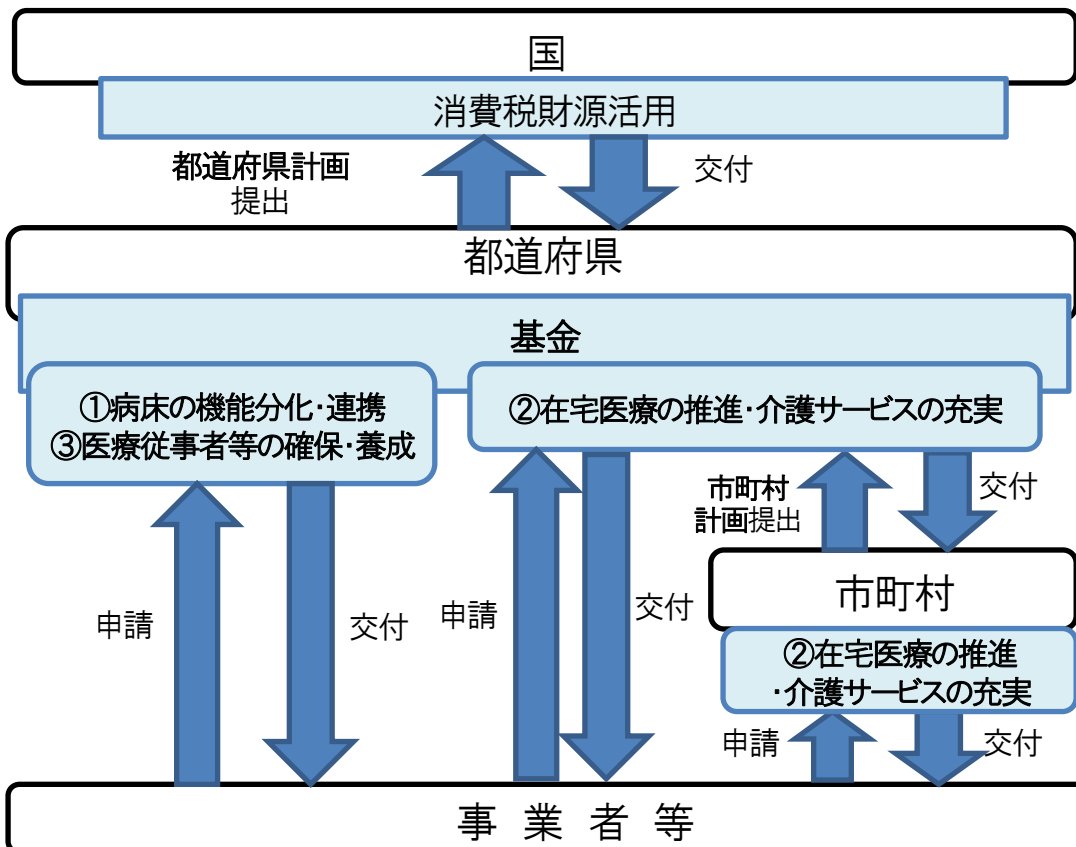 国
消費税財源活用
都道府県計画
提出
交付
都道府県
基金
①病床の機能分化・連携
③医療従事者等の確保・養成
②在宅医療の推進・介護サービスの充実
市町村
計画提出
交付
市町村
②在宅医療の推進
・介護サービスの充実
申請
交付
申請
交付
申請
交付
事業者等